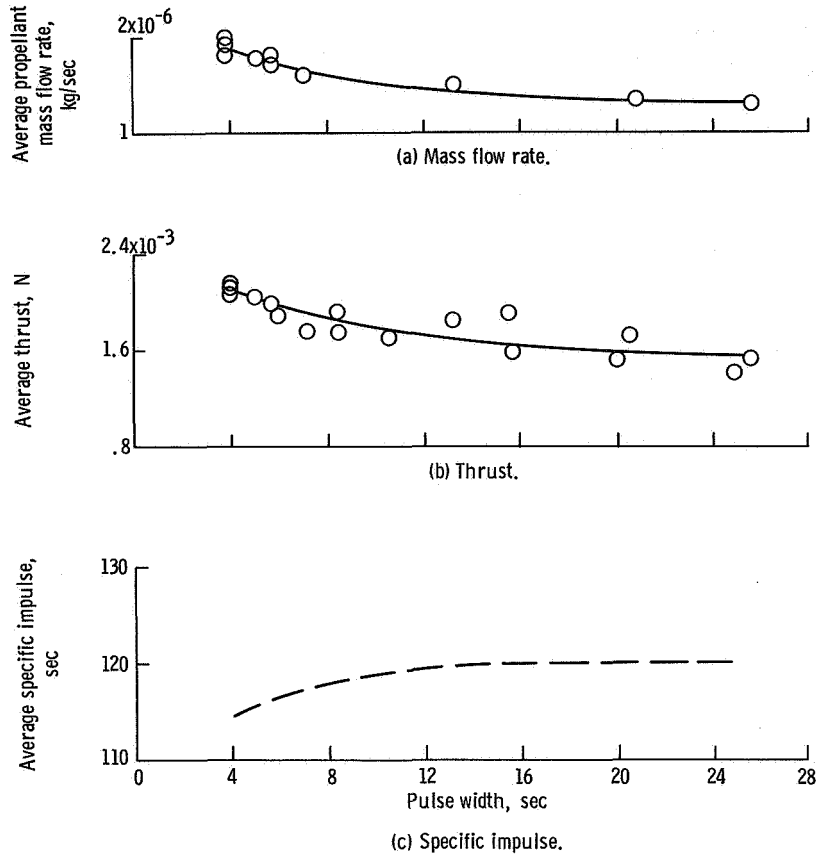 Average propellant
mass flow rate,
kg/sec
2x10-6
1
(a) Mass flow rate.
Average thrust, N
2.4x10-3
1.6
.8
(b) Thrust.
Average specific impulse,
sec
130
120
110
0 4 8 12 16 20 24 28
Pulse width, sec
(c) Specific impulse.